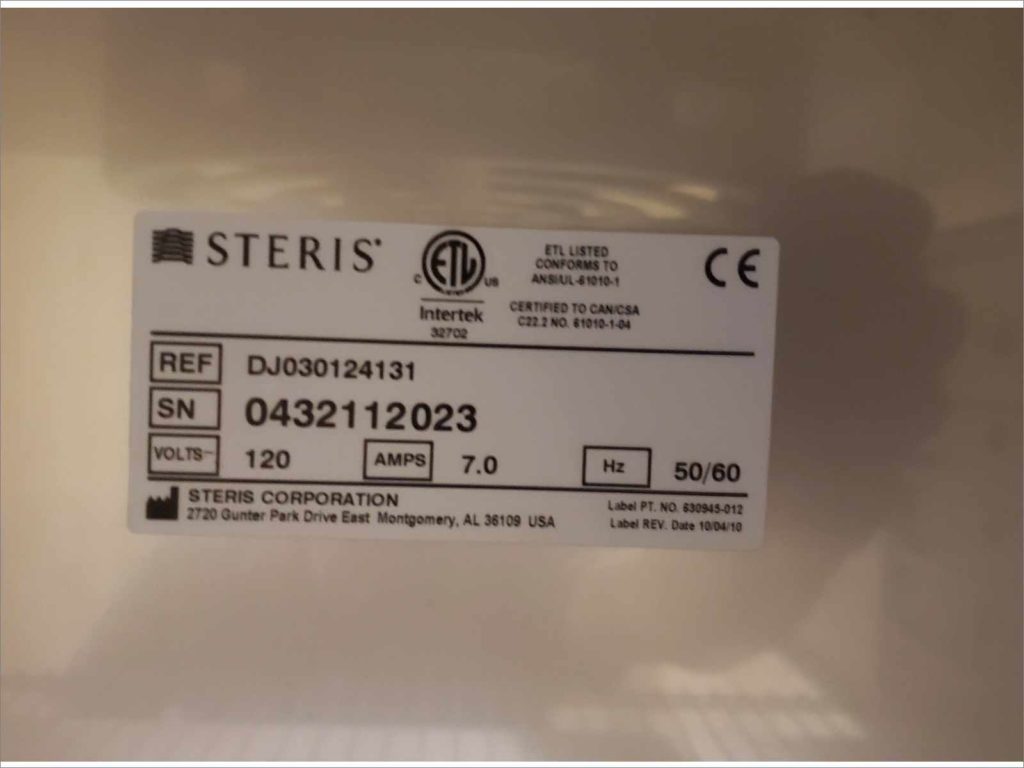 STERIS®
C ETL US
Intertek
32702
ETL LISTED
CONFORMS TO
ANSI/UL-61010-1
CERTIFIED TO CAN/CSA
C22.2 NO. 61010-1-04
CE
REF DJ030124131
SN 0432112023
VOLTS~ 120 AMPS 7.0 Hz 50/60
STERIS CORPORATION
2720 Gunter Park Drive East Montgomery, AL 36109 USA
Label PT. NO. 630945-012
Label REV. Date 10/04/10